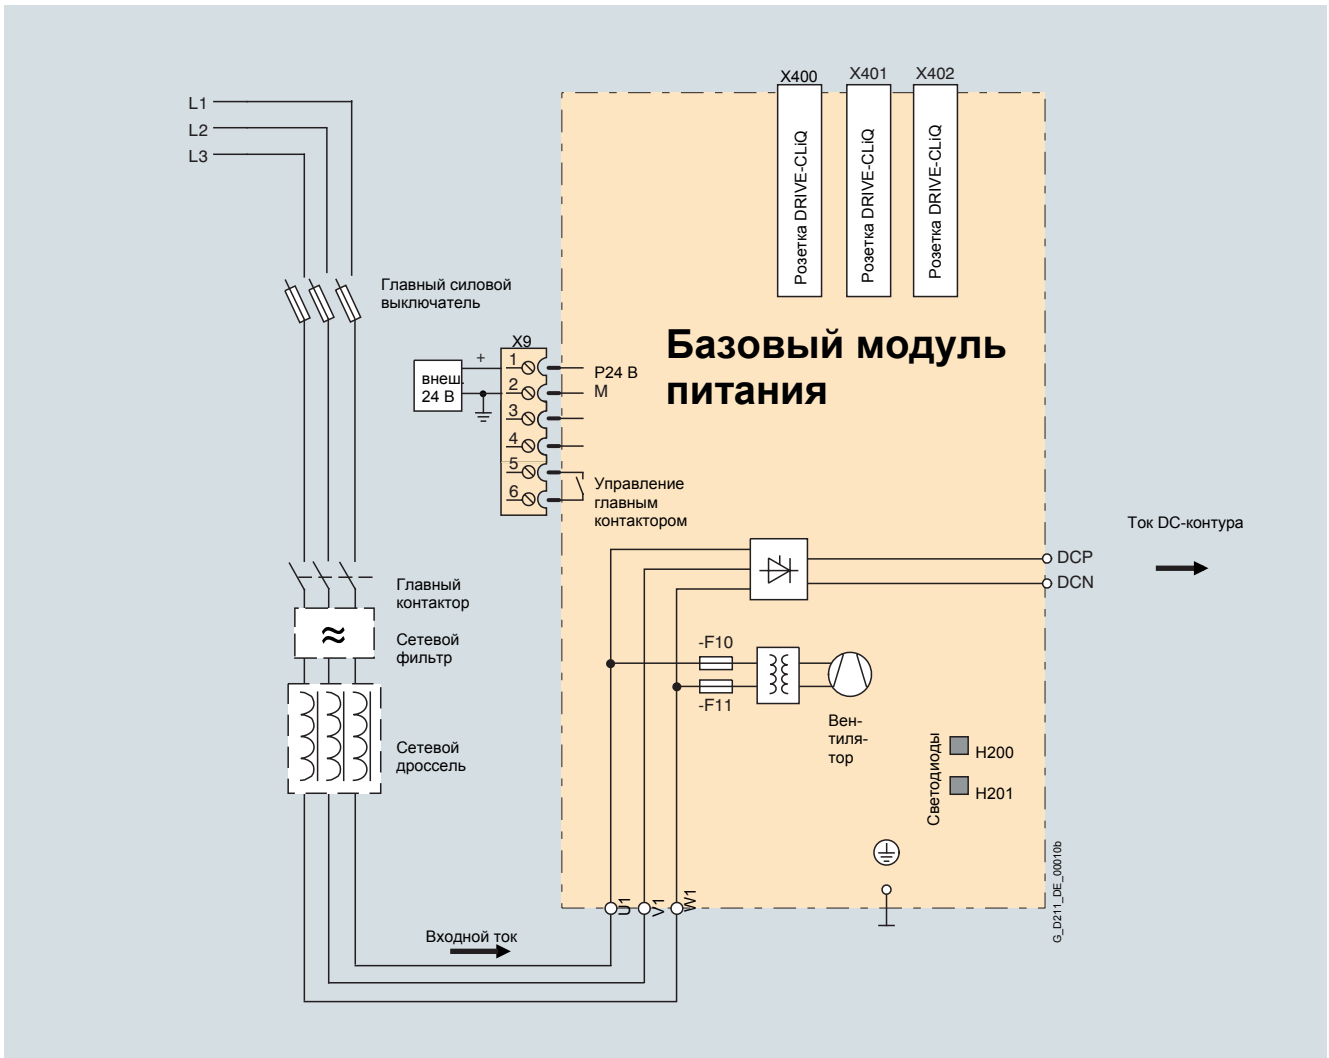 X400
X401
X402
L1
L2
L3
Розетка DRIVE-CLiQ
Розетка DRIVE-CLiQ
Розетка DRIVE-CLiQ
Главный силовой
выключатель
Базовый модуль
питания
X9
+
внеш.
24 В
1
2
3
4
5
6
P24 В
M
Управление
главным
контактором
Ток DC-контура
DCP
DCN
Главный
контактор
≈
Сетевой
фильтр
-F10
-F11
Вен-
тиля-
тор
Сетевой
дроссель
Светодиоды
H200
H201
G_D211_DE_00010b
U1
V1
W1
Входной ток